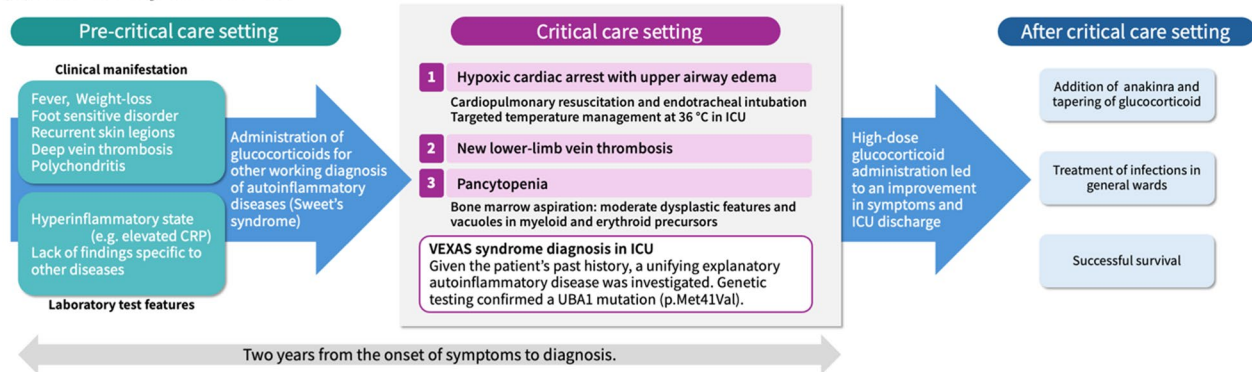 Pre-critical care setting
Clinical manifestation
Fever, Weight-loss
Foot sensitive disorder
Recurrent skin legions
Deep vein thrombosis
Polychondritis
Hyperinflammatory state
(e.g. elevated CRP)
Lack of findings specific to
other diseases
Laboratory test features
Administration of
glucocorticoids for
other working diagnosis
of autoinflammatory
diseases (Sweet's
syndrome)
Critical care setting
1 Hypoxic cardiac arrest with upper airway edema
Cardiopulmonary resuscitation and endotracheal intubation
Targeted temperature management at 36 °C in ICU
2 New lower-limb vein thrombosis
3 Pancytopenia
Bone marrow aspiration: moderate dysplastic features and
vacuoles in myeloid and erythroid precursors
VEXAS syndrome diagnosis in ICU
Given the patient's past history, a unifying explanatory
autoinflammatory disease was investigated. Genetic
testing confirmed a UBA1 mutation (p.Met41Val).
High-dose
glucocorticoid
administration led
to an improvement
in symptoms and
ICU discharge
After critical care setting
Addition of anakinra and
tapering of glucocorticoid
Treatment of infections in
general wards
Successful survival
Two years from the onset of symptoms to diagnosis.